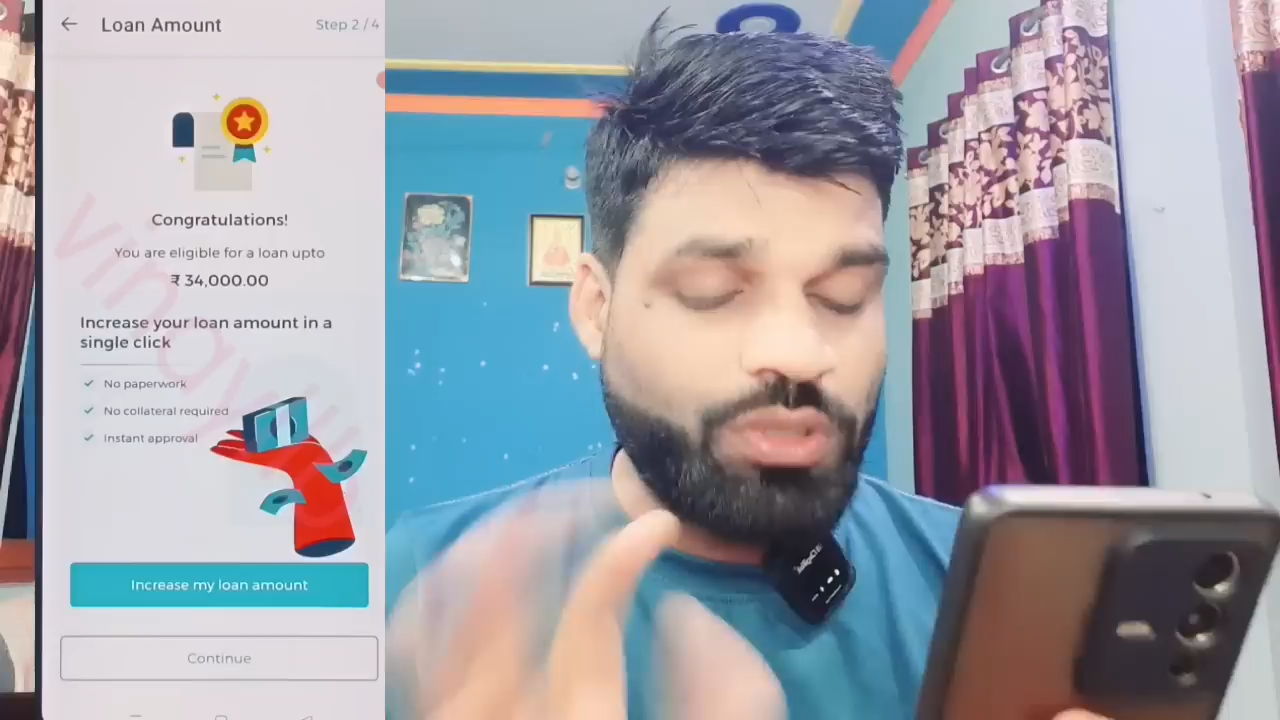 Loan Amount
Step 2 / 4
Congratulations!
You are eligible for a loan upto
₹ 34,000.00
Increase your loan amount in a
single click
No paperwork
No collateral required
Instant approval
Increase my loan amount
Continue